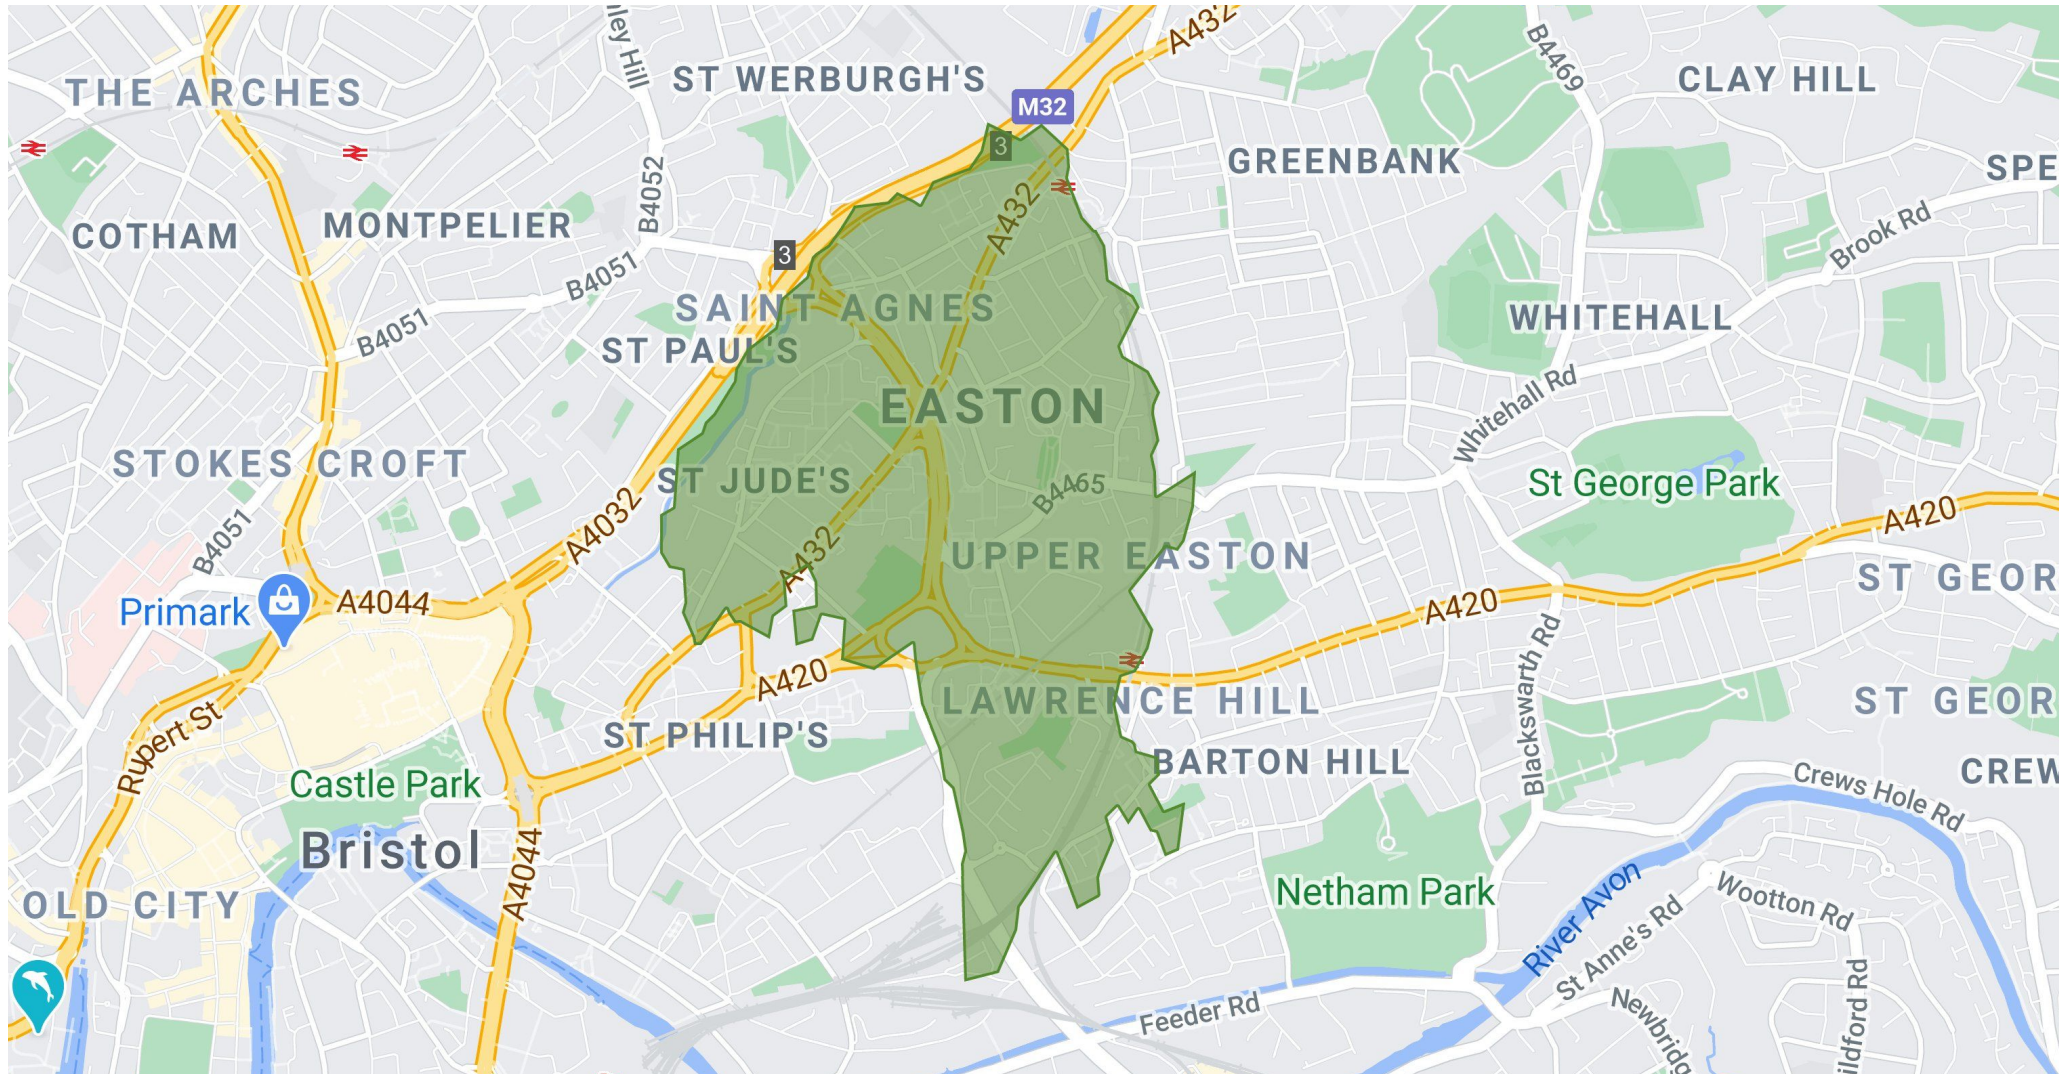 A432
M32
3
ST WERBURGH'S
CLAY HILL
THE ARCHES
B4469
GREENBANK
SPE
B4052
COTHAM
MONTPELIER
Brook Rd
A432
3
B4051
SAINT AGNES
WHITEHALL
B4051
ST PAUL'S
EASTON
Whitehall Rd
STOKES CROFT
ST JUDE'S
B4465
St George Park
A420
A4032
B4051
A432
UPPER EASTON
ST GEOR
Primark
A4044
A420
Blackswarth Rd
A420
LAWRENCE HILL
ST GEOR
Rupert St
ST PHILIP'S
BARTON HILL
CREW
Castle Park
Crews Hole Rd
Bristol
A4044
OLD CITY
Netham Park
River Avon
Wootton Rd
St Anne's Rd
Feeder Rd
Newbridg
ildford Rd
ley Hill